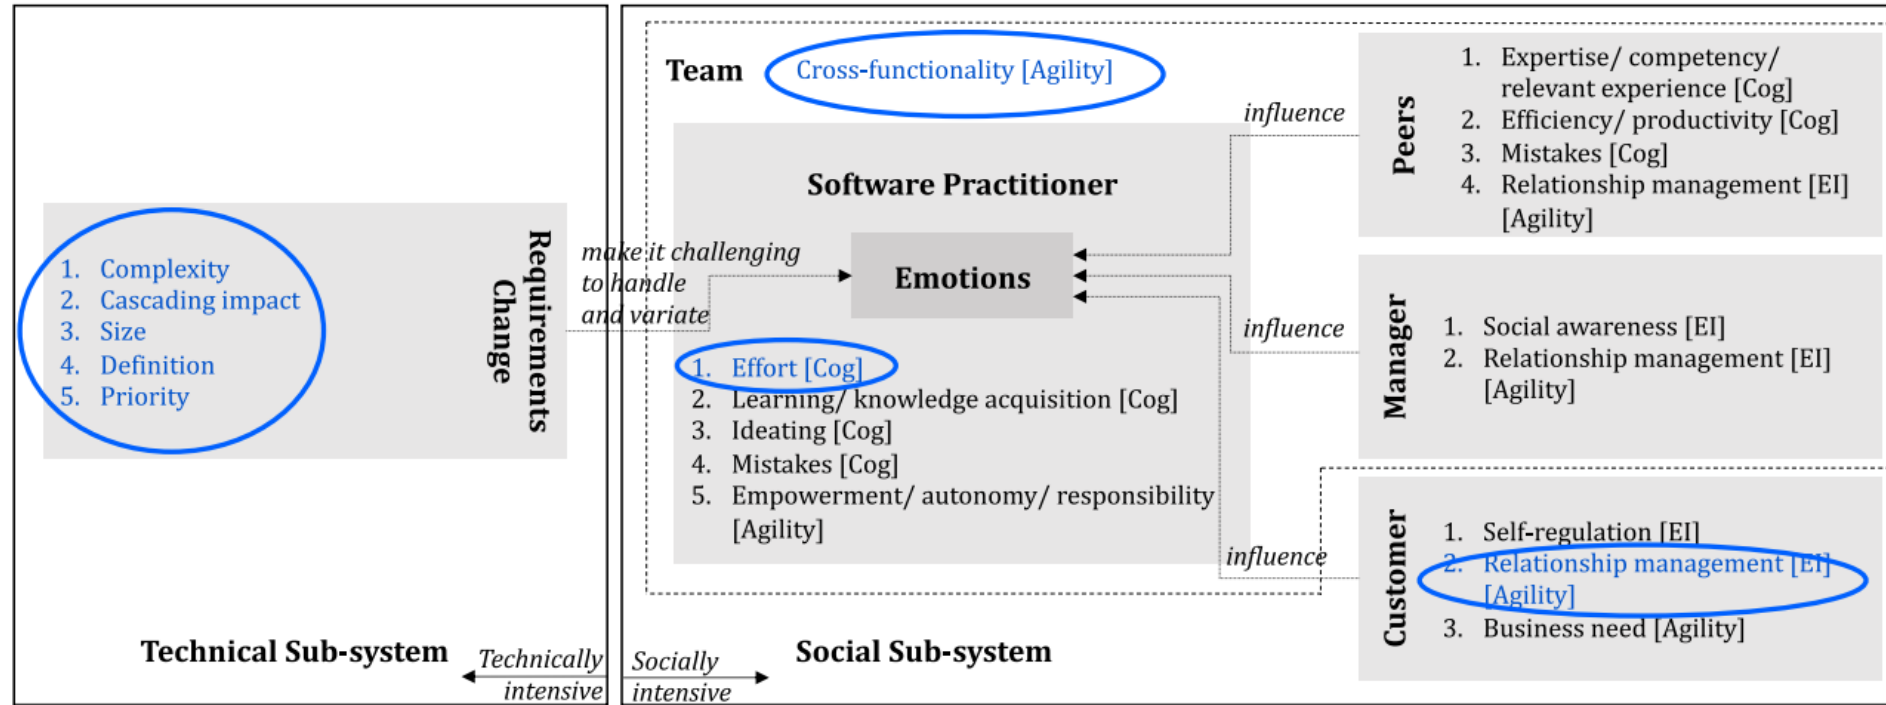 Team
Cross-functionality [Agility]
Software Practitioner
Emotions
1. Effort [Cog]
2. Learning/ knowledge acquisition [Cog]
3. Ideating [Cog]
4. Mistakes [Cog]
5. Empowerment/ autonomy/ responsibility
[Agility]
Requirements
Change
1. Complexity
2. Cascading impact
3. Size
4. Definition
5. Priority
make it challenging
to handle
and variate
influence
Peers
1. Expertise/ competency/
relevant experience [Cog]
2. Efficiency/ productivity [Cog]
3. Mistakes [Cog]
4. Relationship management [EI]
[Agility]
influence
Manager
1. Social awareness [EI]
2. Relationship management [EI]
[Agility]
influence
Customer
1. Self-regulation [EI]
2. Relationship management [EI]
[Agility]
3. Business need [Agility]
Technical Sub-system
Technically
intensive
Socially
intensive
Social Sub-system